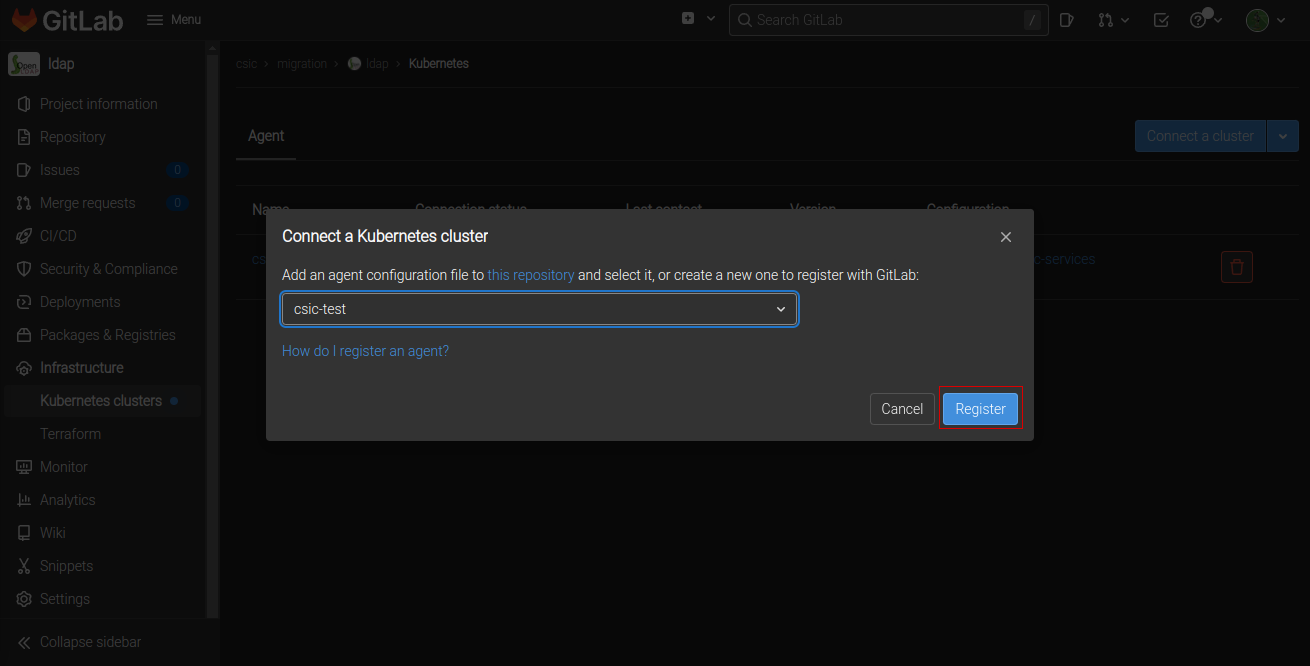 GitLab
Menu
Search GitLab
/
Open
ldap
csic > migration > ldap > Kubernetes
Project information
Repository
Issues 0
Merge requests 0
CI/CD
Security & Compliance
Deployments
Packages & Registries
Infrastructure
Kubernetes clusters
Terraform
Monitor
Analytics
Wiki
Snippets
Settings
Collapse sidebar
Agent
Connect a cluster
Name Connection status Last contact Version Configuration
cs
c-services
Connect a Kubernetes cluster
Add an agent configuration file to this repository and select it, or create a new one to register with GitLab:
csic-test
How do I register an agent?
Cancel Register